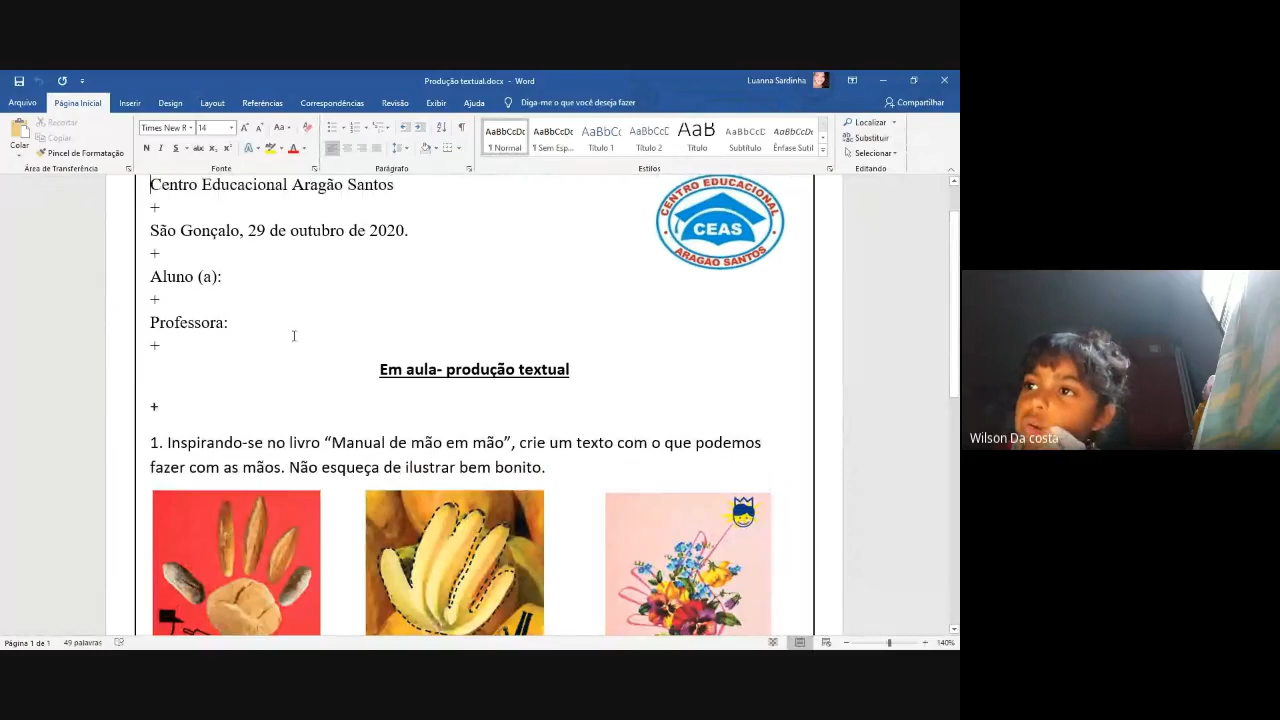 Produção textual.docx - Word
Luanna Sardinha
Arquivo
Página Inicial
Inserir
Design
Layout
Referências
Correspondências
Revisão
Exibir
Ajuda
Diga-me o que você deseja fazer
Compartilhar
Colar
Recortar
Copiar
Pincel de Formatação
Área de Transferência
Times New R
14
Aa
N I S abc x₂ x²
Fonte
Parágrafo
AaBbCcDc
¶ Normal
AaBbCcDc
¶ Sem Esp...
AaBbCc
Título 1
AaBbCcC
Título 2
AaB
Título
AaBbCcD
Subtítulo
AaBbCcDc
Ênfase Sutil
Estilos
Localizar
Substituir
Selecionar
Editando
Centro Educacional Aragão Santos
+
São Gonçalo, 29 de outubro de 2020.
+
Aluno (a):
+
Professora:
+
CENTRO EDUCACIONAL
CEAS
ARAGÃO SANTOS
Em aula- produção textual
+
1. Inspirando-se no livro “Manual de mão em mão”, crie um texto com o que podemos
fazer com as mãos. Não esqueça de ilustrar bem bonito.
Página 1 de 1
49 palavras
140%
Wilson Da costa